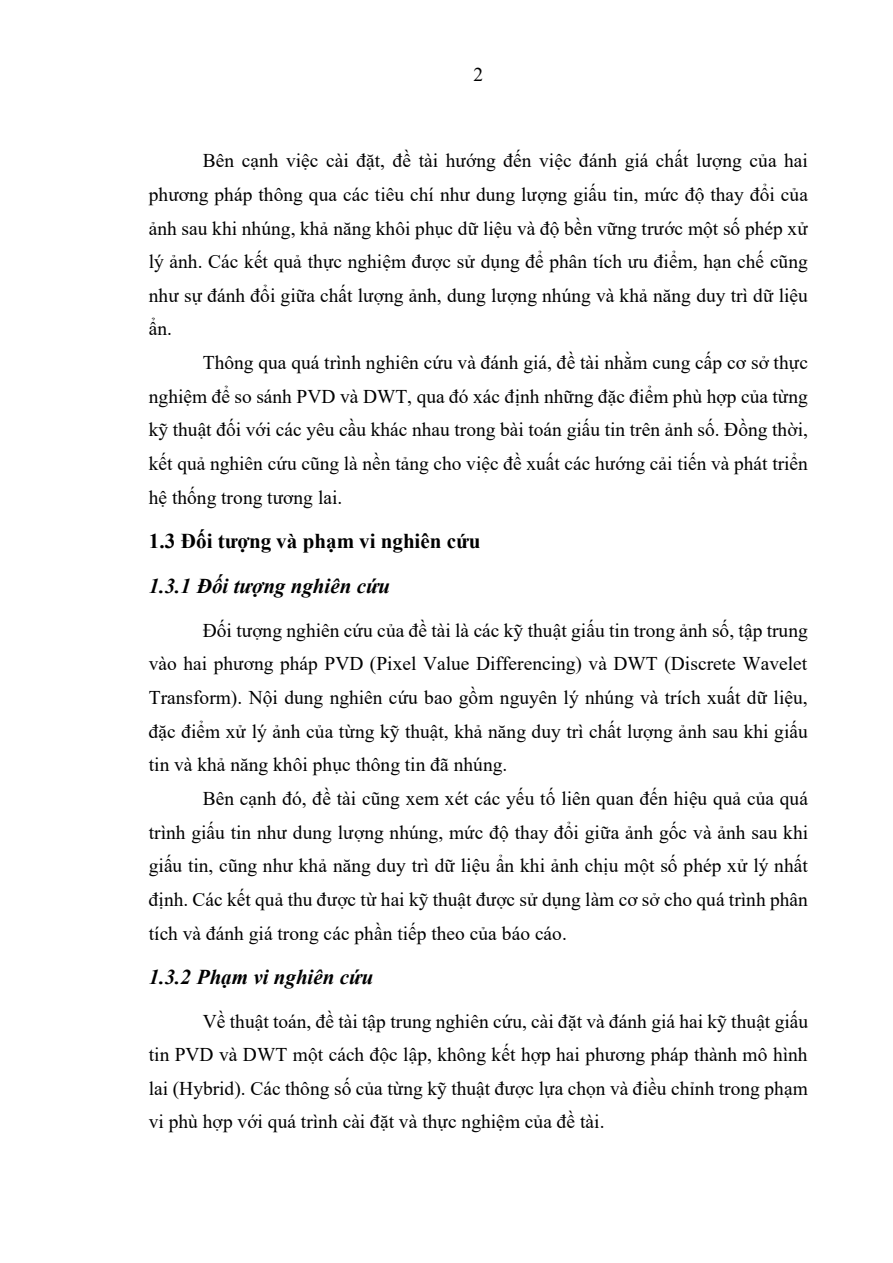 2
Bên cạnh việc cài đặt, đề tài hướng đến việc đánh giá chất lượng của hai
phương pháp thông qua các tiêu chí như dung lượng giấu tin, mức độ thay đổi của
ảnh sau khi nhúng, khả năng khôi phục dữ liệu và độ bền vững trước một số phép xử
lý ảnh. Các kết quả thực nghiệm được sử dụng để phân tích ưu điểm, hạn chế cũng
như sự đánh đổi giữa chất lượng ảnh, dung lượng nhúng và khả năng duy trì dữ liệu
ẩn.
Thông qua quá trình nghiên cứu và đánh giá, đề tài nhằm cung cấp cơ sở thực
nghiệm để so sánh PVD và DWT, qua đó xác định những đặc điểm phù hợp của từng
kỹ thuật đối với các yêu cầu khác nhau trong bài toán giấu tin trên ảnh số. Đồng thời,
kết quả nghiên cứu cũng là nền tảng cho việc đề xuất các hướng cải tiến và phát triển
hệ thống trong tương lai.
1.3 Đối tượng và phạm vi nghiên cứu
1.3.1 Đối tượng nghiên cứu
Đối tượng nghiên cứu của đề tài là các kỹ thuật giấu tin trong ảnh số, tập trung
vào hai phương pháp PVD (Pixel Value Differencing) và DWT (Discrete Wavelet
Transform). Nội dung nghiên cứu bao gồm nguyên lý nhúng và trích xuất dữ liệu,
đặc điểm xử lý ảnh của từng kỹ thuật, khả năng duy trì chất lượng ảnh sau khi giấu
tin và khả năng khôi phục thông tin đã nhúng.
Bên cạnh đó, đề tài cũng xem xét các yếu tố liên quan đến hiệu quả của quá
trình giấu tin như dung lượng nhúng, mức độ thay đổi giữa ảnh gốc và ảnh sau khi
giấu tin, cũng như khả năng duy trì dữ liệu ẩn khi ảnh chịu một số phép xử lý nhất
định. Các kết quả thu được từ hai kỹ thuật được sử dụng làm cơ sở cho quá trình phân
tích và đánh giá trong các phần tiếp theo của báo cáo.
1.3.2 Phạm vi nghiên cứu
Về thuật toán, đề tài tập trung nghiên cứu, cài đặt và đánh giá hai kỹ thuật giấu
tin PVD và DWT một cách độc lập, không kết hợp hai phương pháp thành mô hình
lai (Hybrid). Các thông số của từng kỹ thuật được lựa chọn và điều chỉnh trong phạm
vi phù hợp với quá trình cài đặt và thực nghiệm của đề tài.